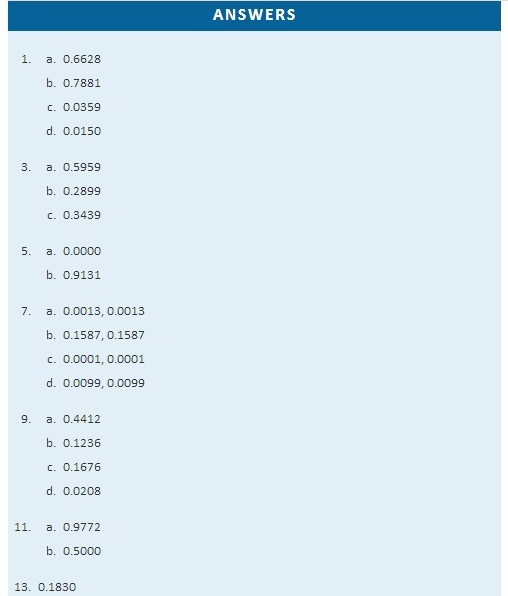 ANSWERS
1. a. 0.6628
b. 0.7881
c. 0.0359
d. 0.0150
3. a. 0.5959
b. 0.2899
c. 0.3439
5. a. 0.0000
b. 0.9131
7. a. 0.0013, 0.0013
b. 0.1587, 0.1587
c. 0.0001, 0.0001
d. 0.0099, 0.0099
9. a. 0.4412
b. 0.1236
c. 0.1676
d. 0.0208
11. a. 0.9772
b. 0.5000
13. 0.1830